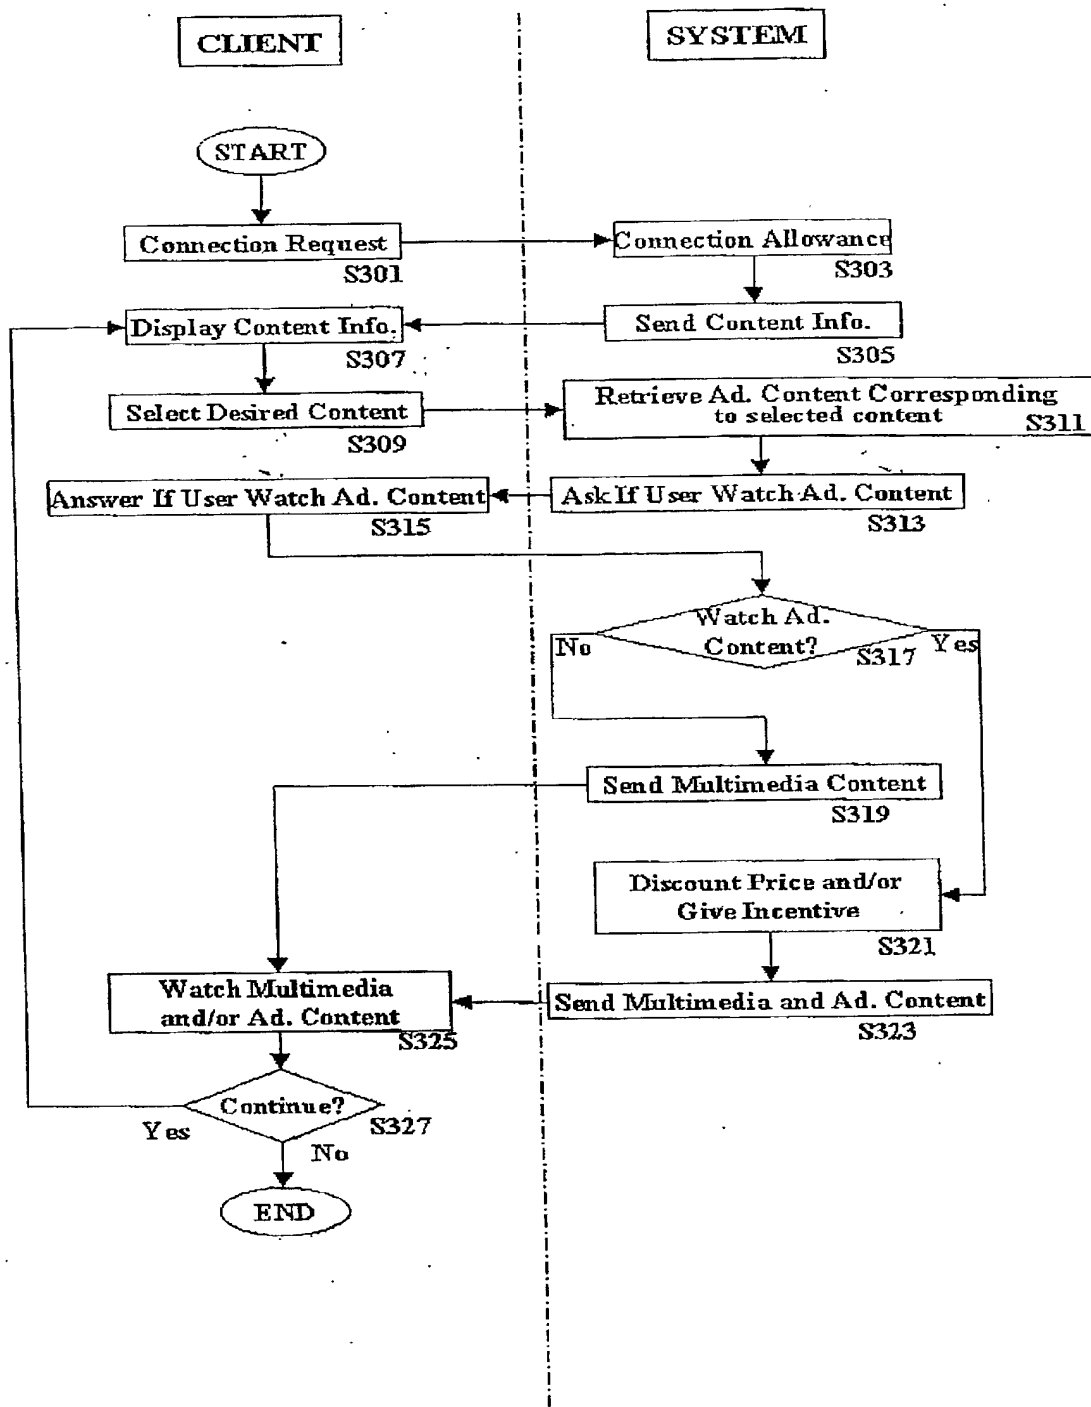 CLIENT
SYSTEM
START
Connection Request
S301
Connection Allowance
S303
Display Content Info.
S307
Send Content Info.
S305
Select Desired Content
S309
Retrieve Ad. Content Corresponding
to selected content
S311
Answer If User Watch Ad. Content
S315
Ask If User Watch Ad. Content
S313
Watch Ad.
Content?
S317
No
Yes
Send Multimedia Content
S319
Discount Price and/or
Give Incentive
S321
Watch Multimedia
and/or Ad. Content
S325
Send Multimedia and Ad. Content
S323
Continue?
S327
Yes
No
END